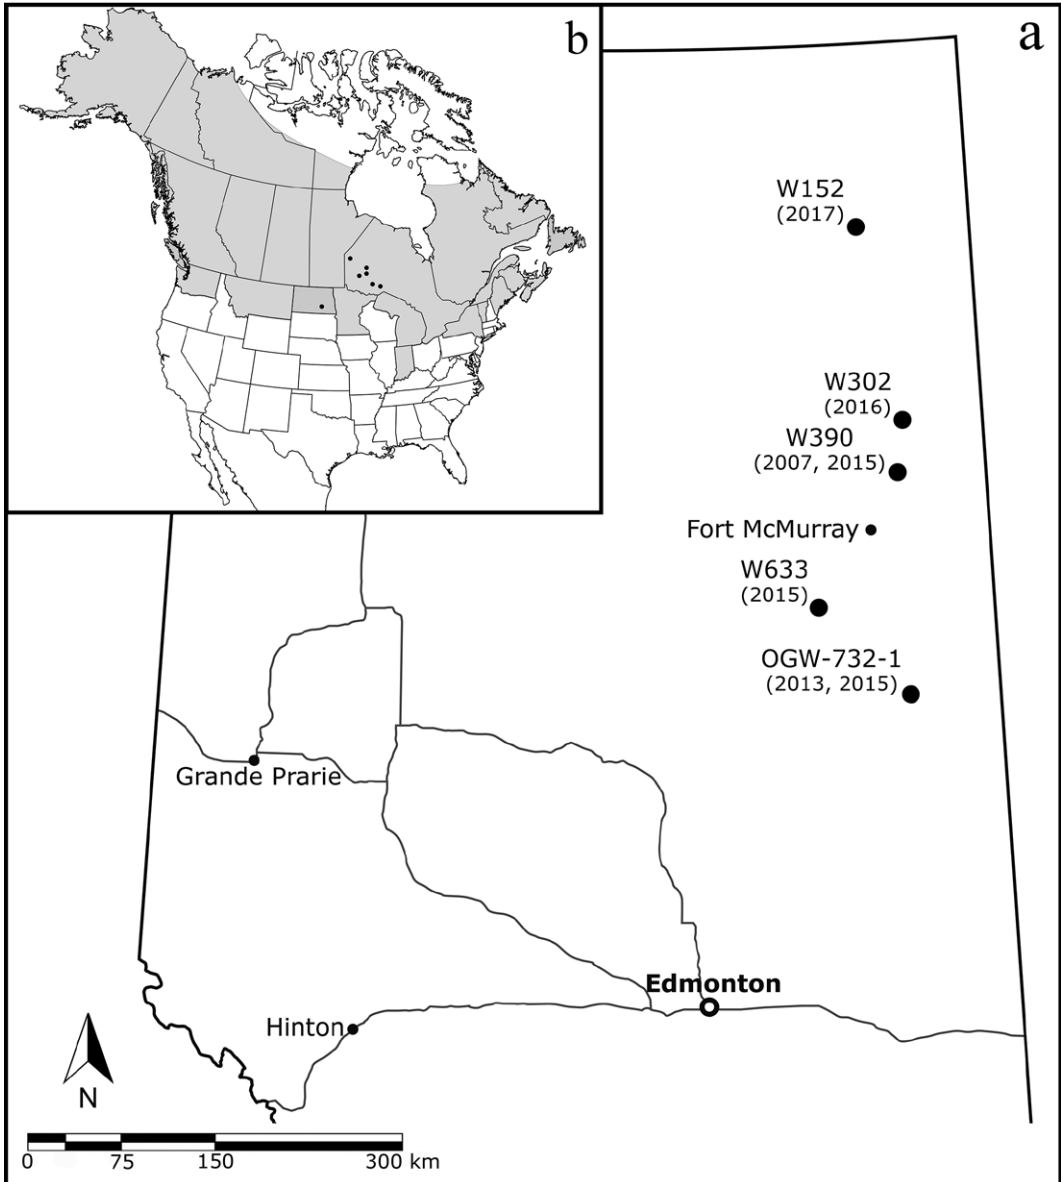 b
a
W152
(2017)
W302
(2016)
W390
(2007, 2015)
Fort McMurray
W633
(2015)
OGW-732-1
(2013, 2015)
Grande Prarie
Edmonton
Hinton
N
0 75 150 300 km